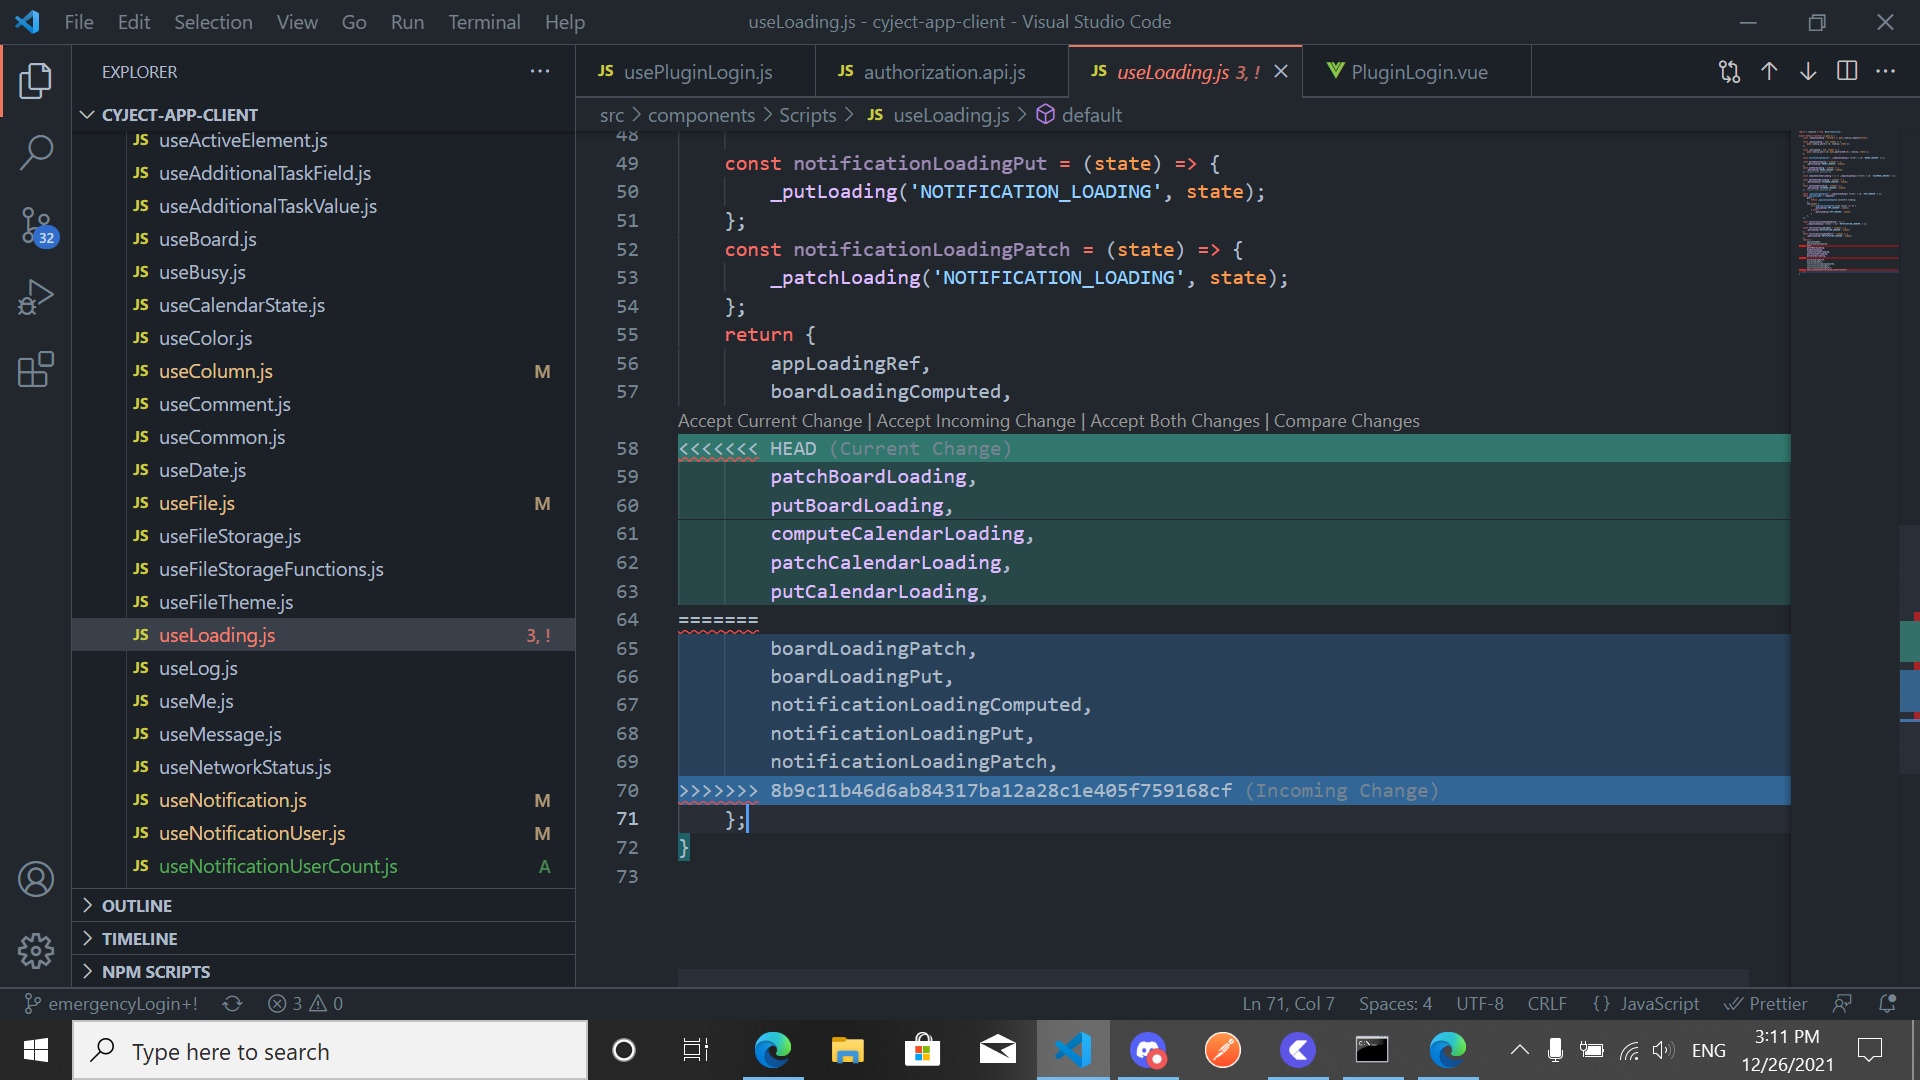 File Edit Selection View Go Run Terminal Help
useLoading.js - cyject-app-client - Visual Studio Code
EXPLORER
CYJECT-APP-CLIENT
JS useActiveElement.js
JS useAdditionalTaskField.js
JS useAdditionalTaskValue.js
JS useBoard.js
JS useBusy.js
JS useCalendarState.js
JS useColor.js
JS useColumn.js M
JS useComment.js
JS useCommon.js
JS useDate.js
JS useFile.js M
JS useFileStorage.js
JS useFileStorageFunctions.js
JS useFileTheme.js
JS useLoading.js 3, !
JS useLog.js
JS useMe.js
JS useMessage.js
JS useNetworkStatus.js
JS useNotification.js M
JS useNotificationUser.js M
JS useNotificationUserCount.js A
OUTLINE
TIMELINE
NPM SCRIPTS
32
JS usePluginLogin.js
JS authorization.api.js
JS useLoading.js 3, !
PluginLogin.vue
src > components > Scripts > JS useLoading.js > default
48
49 const notificationLoadingPut = (state) => {
50 _putLoading('NOTIFICATION_LOADING', state);
51 };
52 const notificationLoadingPatch = (state) => {
53 _patchLoading('NOTIFICATION_LOADING', state);
54 };
55 return {
56 appLoadingRef,
57 boardLoadingComputed,
Accept Current Change | Accept Incoming Change | Accept Both Changes | Compare Changes
58 <<<<<<< HEAD (Current Change)
59 patchBoardLoading,
60 putBoardLoading,
61 computeCalendarLoading,
62 patchCalendarLoading,
63 putCalendarLoading,
64 =======
65 boardLoadingPatch,
66 boardLoadingPut,
67 notificationLoadingComputed,
68 notificationLoadingPut,
69 notificationLoadingPatch,
70 >>>>>>> 8b9c11b46d6ab84317ba12a28c1e405f759168cf (Incoming Change)
71 };
72 }
73
emergencyLogin+! 3 0
Ln 71, Col 7 Spaces: 4 UTF-8 CRLF {} JavaScript Prettier
Type here to search
ENG
3:11 PM
12/26/2021